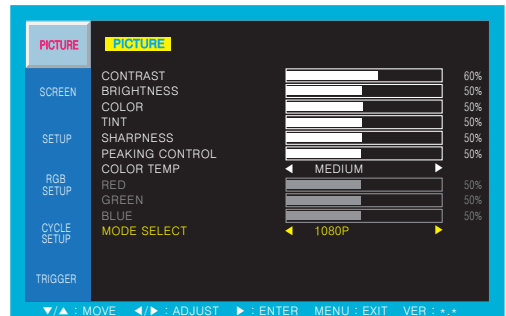 PICTURE
SCREEN
SETUP
RGB
SETUP
CYCLE
SETUP
TRIGGER
PICTURE
CONTRAST 60%
BRIGHTNESS 50%
COLOR 50%
TINT 50%
SHARPNESS 50%
PEAKING CONTROL 50%
COLOR TEMP ◀ MEDIUM ▶
RED 50%
GREEN 50%
BLUE 50%
MODE SELECT ◀ 1080P ▶
▼/▲ : MOVE ◀/▶ : ADJUST ▶ : ENTER MENU : EXIT VER : *.*